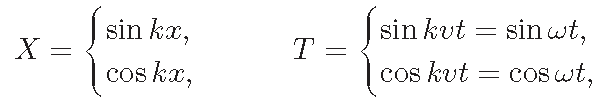 X = { sin kx, cos kx,    T = { sin kvt = sin ωt, cos kvt = cos ωt,